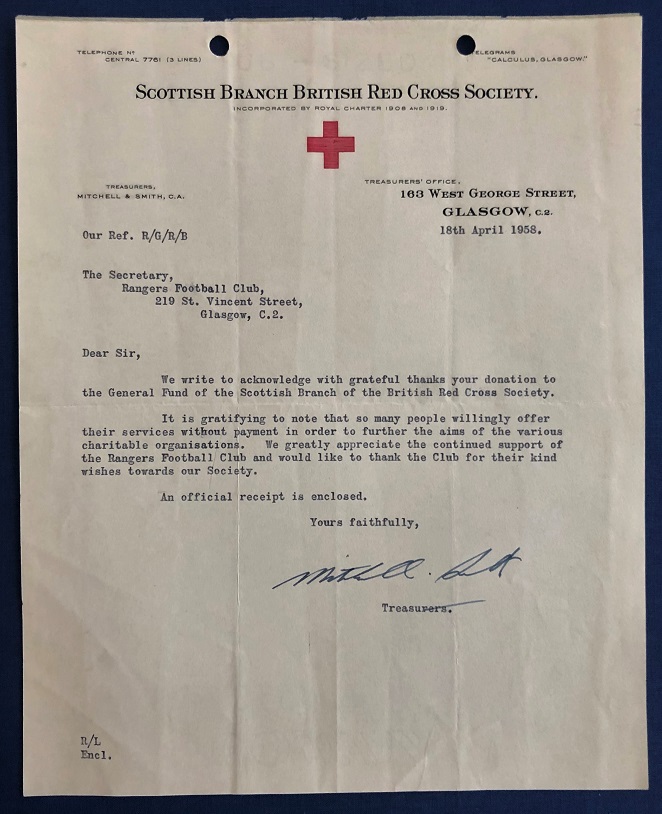 TELEPHONE Nº
CENTRAL 7761 (3 LINES)
TELEGRAMS
"CALCULUS, GLASGOW."
SCOTTISH BRANCH BRITISH RED CROSS SOCIETY.
INCORPORATED BY ROYAL CHARTER 1908 AND 1919.
TREASURERS,
MITCHELL & SMITH, C.A.
TREASURERS' OFFICE,
163 WEST GEORGE STREET,
GLASGOW, C.2.
18th April 1958.
Our Ref. R/G/R/B
The Secretary,
Rangers Football Club,
219 St. Vincent Street,
Glasgow, C.2.
Dear Sir,
We write to acknowledge with grateful thanks your donation to
the General Fund of the Scottish Branch of the British Red Cross Society.
It is gratifying to note that so many people willingly offer
their services without payment in order to further the aims of the various
charitable organisations. We greatly appreciate the continued support of
the Rangers Football Club and would like to thank the Club for their kind
wishes towards our Society.
An official receipt is enclosed.
Yours faithfully,
Mitchell & Smith
Treasurers.
R/L
Encl.